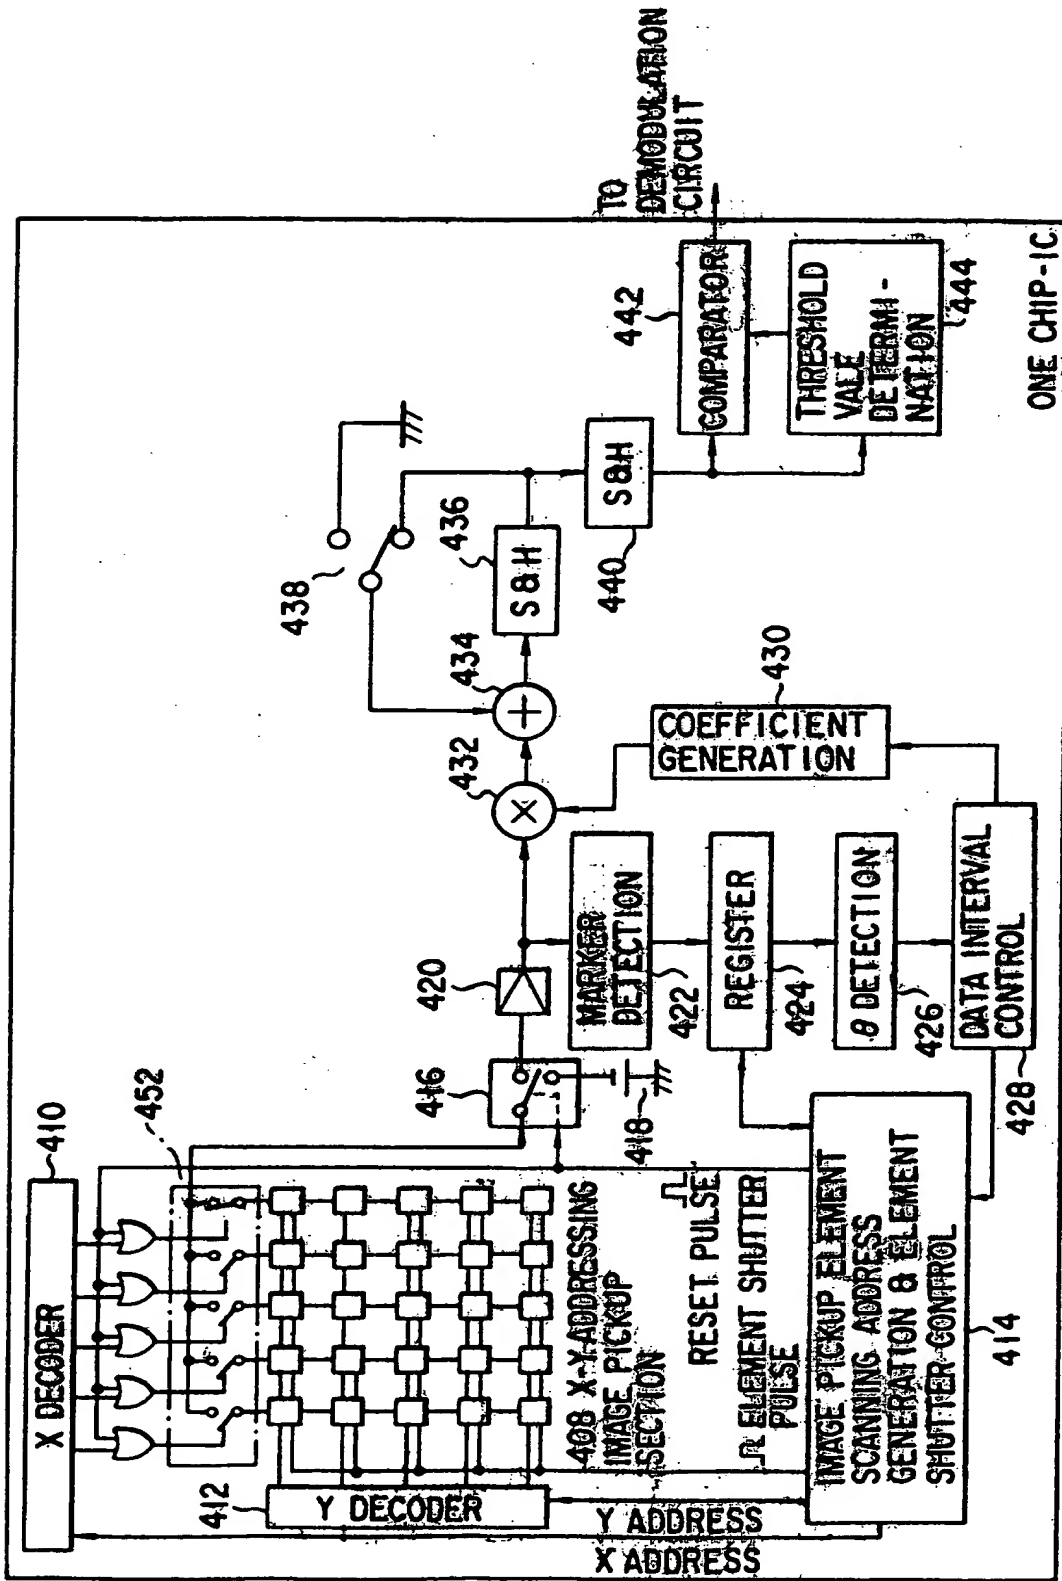 410
X DECODER
452
412
Y DECODER
408 X-Y ADDRESSING
IMAGE PICKUP
SECTION
RESET PULSE
ELEMENT SHUTTER
PULSE
Y ADDRESS
X ADDRESS
IMAGE PICKUP ELEMENT
SCANNING ADDRESS
GENERATION & ELEMENT
SHUTTER CONTROL
414
416
418
420
MARKER
DETECTION
422
REGISTER
424
θ DETECTION
426
DATA INTERVAL
CONTROL
428
432
×
434
+
COEFFICIENT
GENERATION
430
438
436
S&H
S&H
440
442
COMPARATOR
THRESHOLD
VALE
DETERMI-
NATION
444
TO
DEMODULATION
CIRCUIT
ONE CHIP-IC